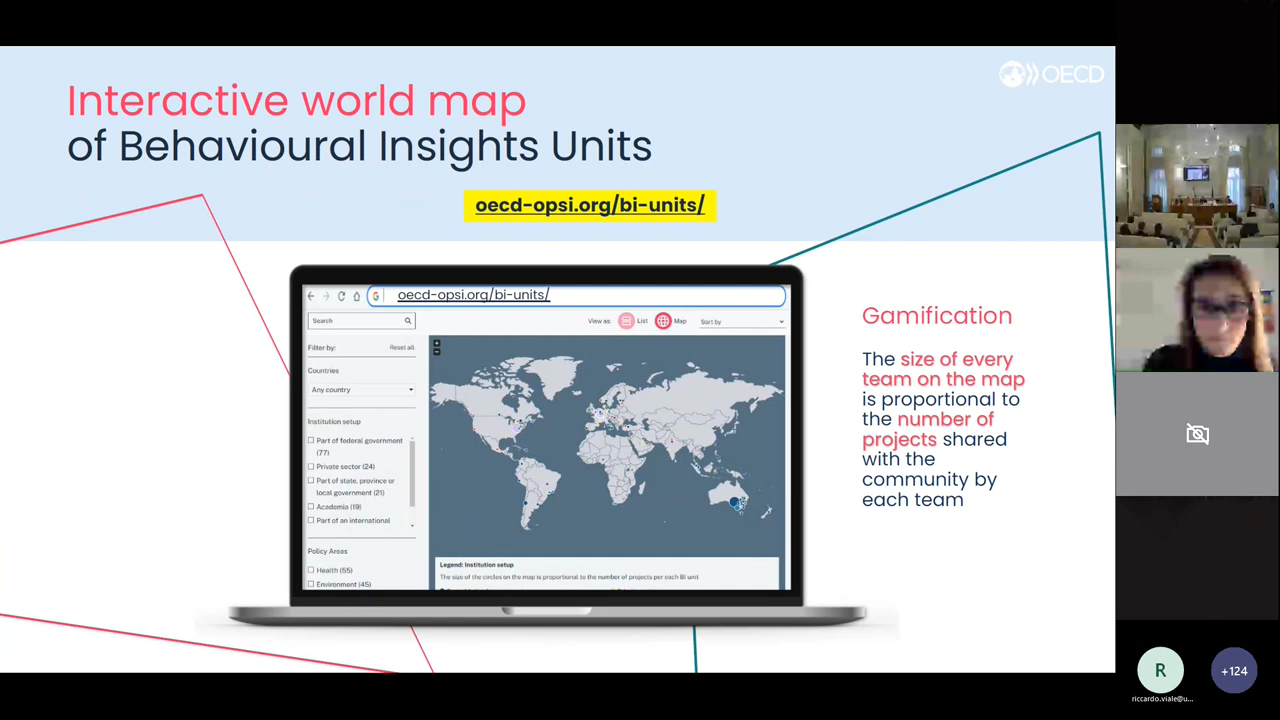 Interactive world map
of Behavioural Insights Units
OECD
oecd-opsi.org/bi-units/
oecd-opsi.org/bi-units/
Search
View as:
List
Map
Sort by
Filter by:
Reset all
Countries
Any country
Institution setup
Part of federal government
(77)
Private sector (24)
Part of state, province or
local government (21)
Academia (19)
Part of an international
Policy Areas
Health (55)
Environment (45)
+
Legend: Institution setup
The size of the circles on the map is proportional to the number of projects per each BI unit
Gamification
The size of every
team on the map
is proportional to
the number of
projects shared
with the
community by
each team
R
+124
riccardo.viale@u...